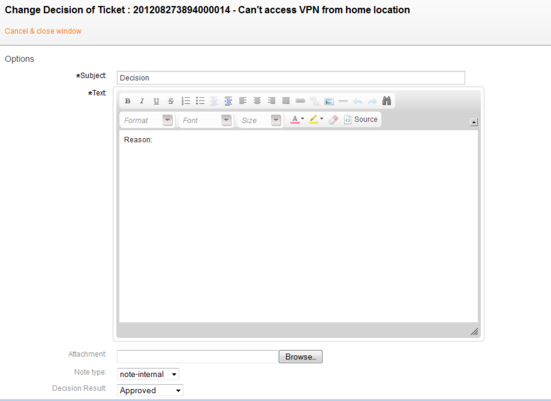 Change Decision of Ticket : 201208273894000014 - Can't access VPN from home location
Cancel & close window
Options
★Subject: Decision
★Text:
B I U S
Format Font Size A Source
Reason:
Attachment: Browse..
Note type: note-internal
Decision Result: Approved